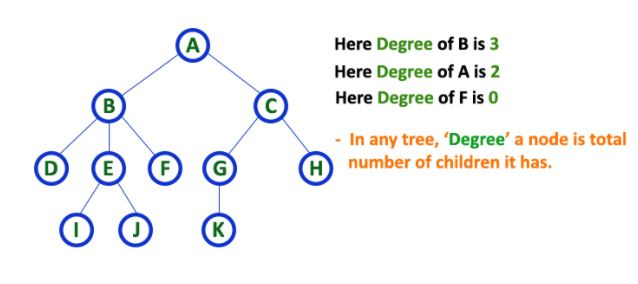 A
Here Degree of B is 3
Here Degree of A is 2
Here Degree of F is 0
B
C
- In any tree, ‘Degree’ a node is total
number of children it has.
D
E
F
G
H
I
J
K